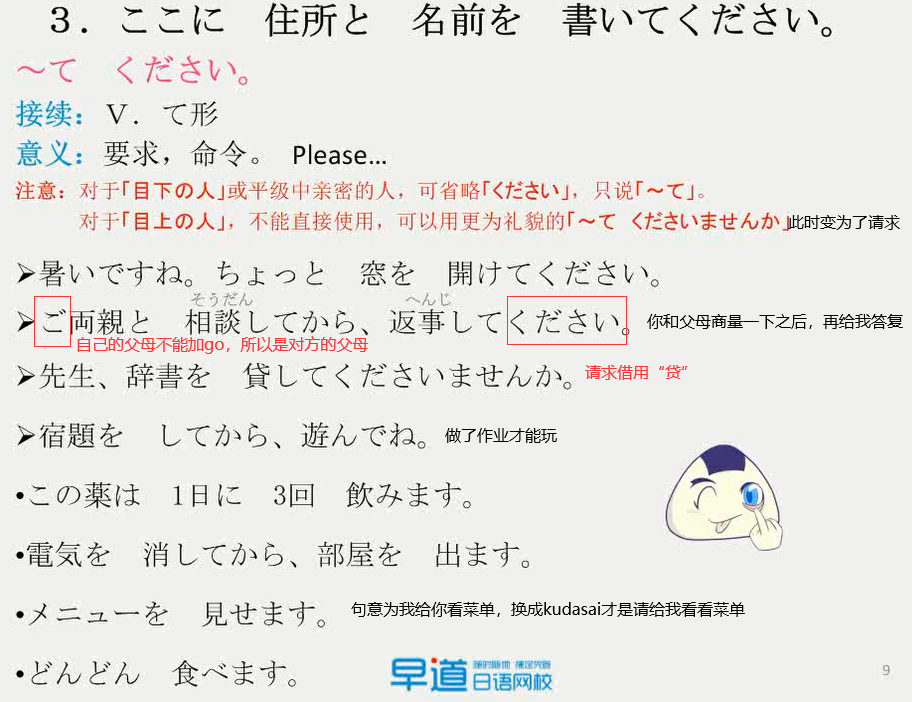 3. ここに 住所と 名前を 書いてください。
～て ください。
接续：V. て形
意义：要求，命令。 Please...
注意：对于「目下の人」或平级中亲密的人，可省略「ください」，只说「～て」。
对于「目上の人」，不能直接使用，可以用更为礼貌的「～て くださいませんか」此时变为了请求
➢暑いですね。ちょっと 窓を 開けてください。
そうだん へんじ
➢ご両親と 相談してから、返事してください。 你和父母商量一下之后，再给我答复
自己的父母不能加go，所以是对方的父母
➢先生、辞書を 貸してくださいませんか。 请求借用“贷”
➢宿題を してから、遊んでね。 做了作业才能玩
•この薬は 1日に 3回 飲みます。
•電気を 消してから、部屋を 出ます。
•メニューを 見せます。 句意为我给你看菜单，换成kudasai才是请给我看看菜单
•どんどん 食べます。
早道
日语网校
9